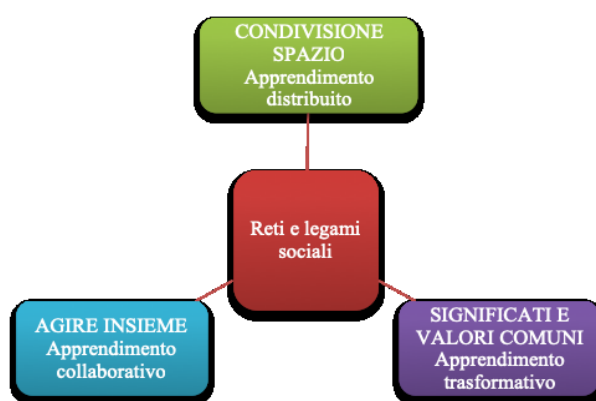 CONDIVISIONE
SPAZIO
Apprendimento
distribuito
Reti e legami
sociali
AGIRE INSIEME
Apprendimento
collaborativo
SIGNIFICATI E
VALORI COMUNI
Apprendimento
trasformativo